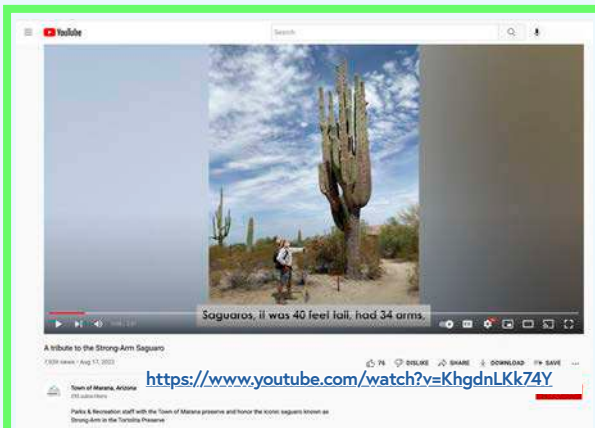 YouTube
Search
Saguaros, it was 40 feet tall, had 34 arms,
A tribute to the Strong-Arm Saguaro
views · Aug 17, 2022
76 DISLIKE SHARE DOWNLOAD SAVE
https://www.youtube.com/watch?v=KhgdnLKk74Y
Town of Marana, Arizona
subscribers
Parks & Recreation staff with the Town of Marana preserve and honor the iconic saguaro known as
Strong-Arm in the Tortolita Preserve